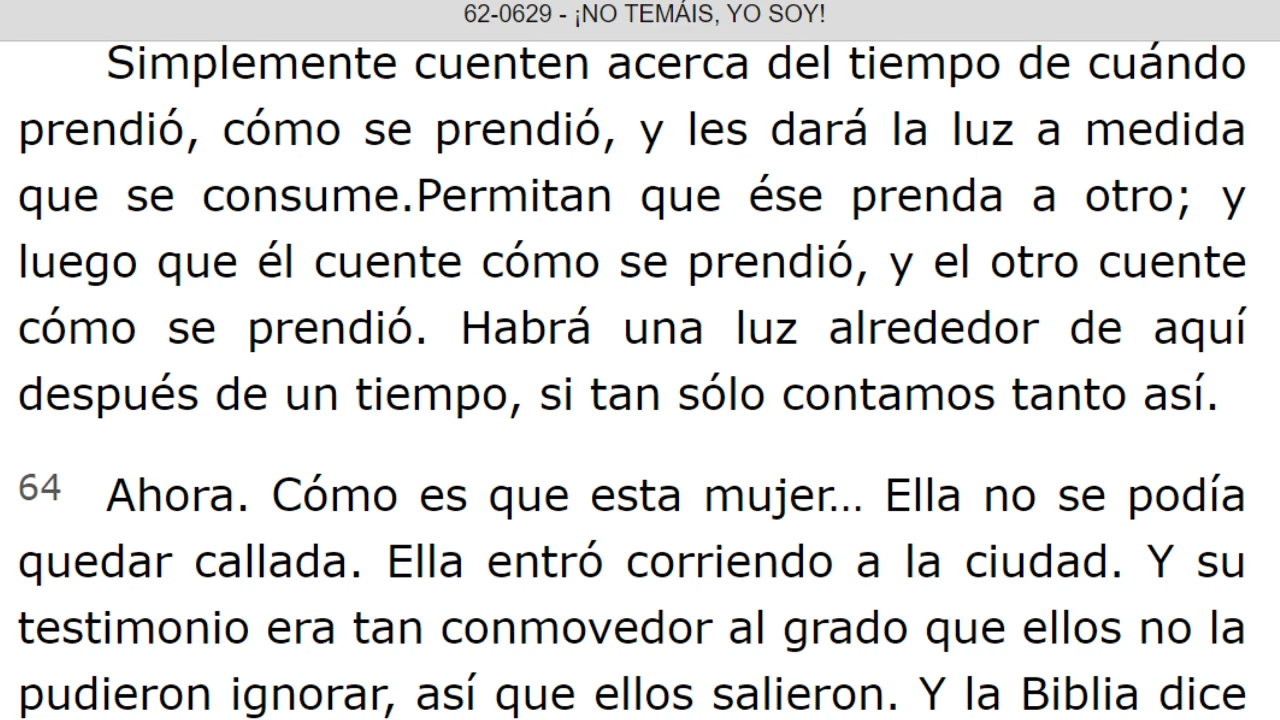 62-0629 - ¡NO TEMÁIS, YO SOY!
Simplemente cuenten acerca del tiempo de cuándo
prendió, cómo se prendió, y les dará la luz a medida
que se consume.Permitan que ése prenda a otro; y
luego que él cuente cómo se prendió, y el otro cuente
cómo se prendió. Habrá una luz alrededor de aquí
después de un tiempo, si tan sólo contamos tanto así.
64 Ahora. Cómo es que esta mujer... Ella no se podía
quedar callada. Ella entró corriendo a la ciudad. Y su
testimonio era tan conmovedor al grado que ellos no la
pudieron ignorar, así que ellos salieron. Y la Biblia dice